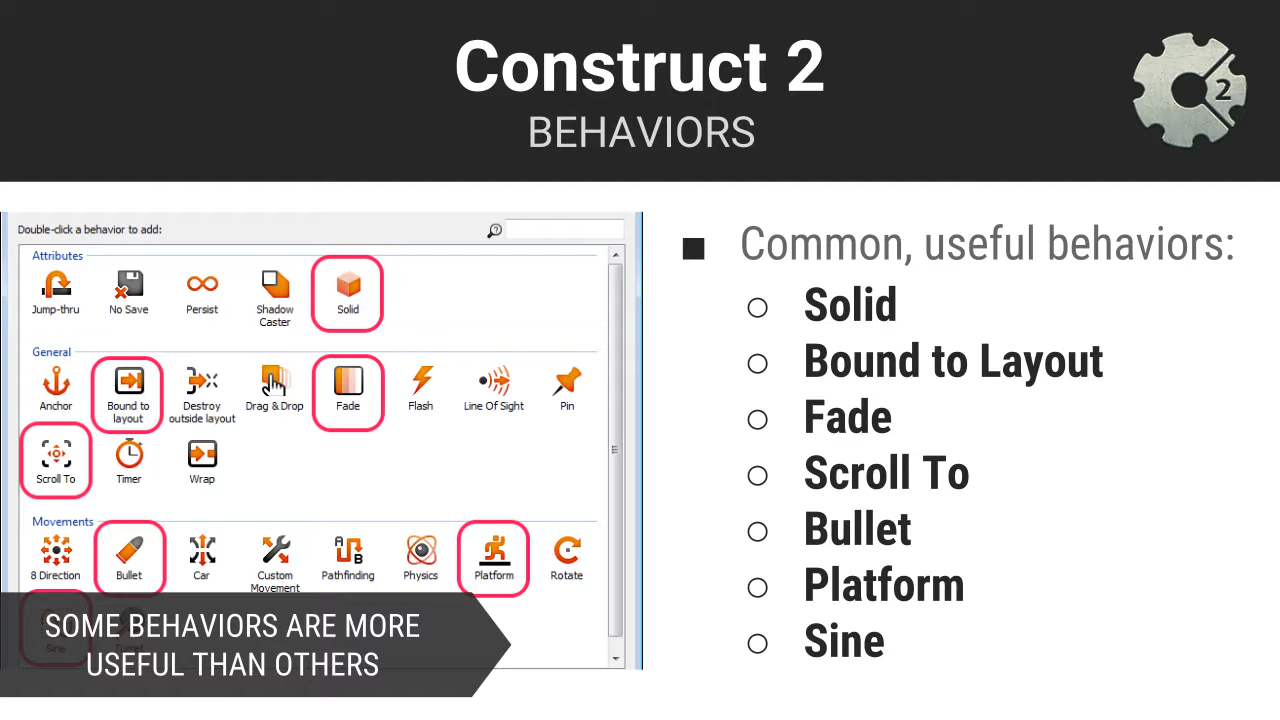 Construct 2
BEHAVIORS
2
Double-click a behavior to add:
Attributes
Jump-thru
No Save
Persist
Shadow
Caster
Solid
General
Anchor
Bound to
layout
Destroy
outside layout
Drag & Drop
Fade
Flash
Line Of Sight
Pin
Scroll To
Timer
Wrap
Movements
8 Direction
Bullet
Car
Custom
Movement
A
B
Pathfinding
Physics
Platform
Rotate
Sine
Turret
SOME BEHAVIORS ARE MORE
USEFUL THAN OTHERS
■ Common, useful behaviors:
○ Solid
○ Bound to Layout
○ Fade
○ Scroll To
○ Bullet
○ Platform
○ Sine